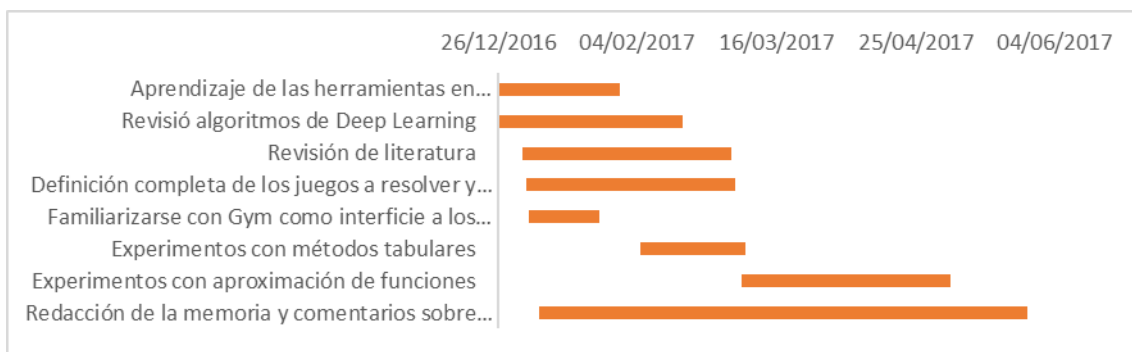 26/12/2016 04/02/2017 16/03/2017 25/04/2017 04/06/2017
Aprendizaje de las herramientas en...
Revisió algoritmos de Deep Learning
Revisión de literatura
Definición completa de los juegos a resolver y...
Familiarizarse con Gym como interficie a los...
Experimentos con métodos tabulares
Experimentos con aproximación de funciones
Redacción de la memoria y comentarios sobre...